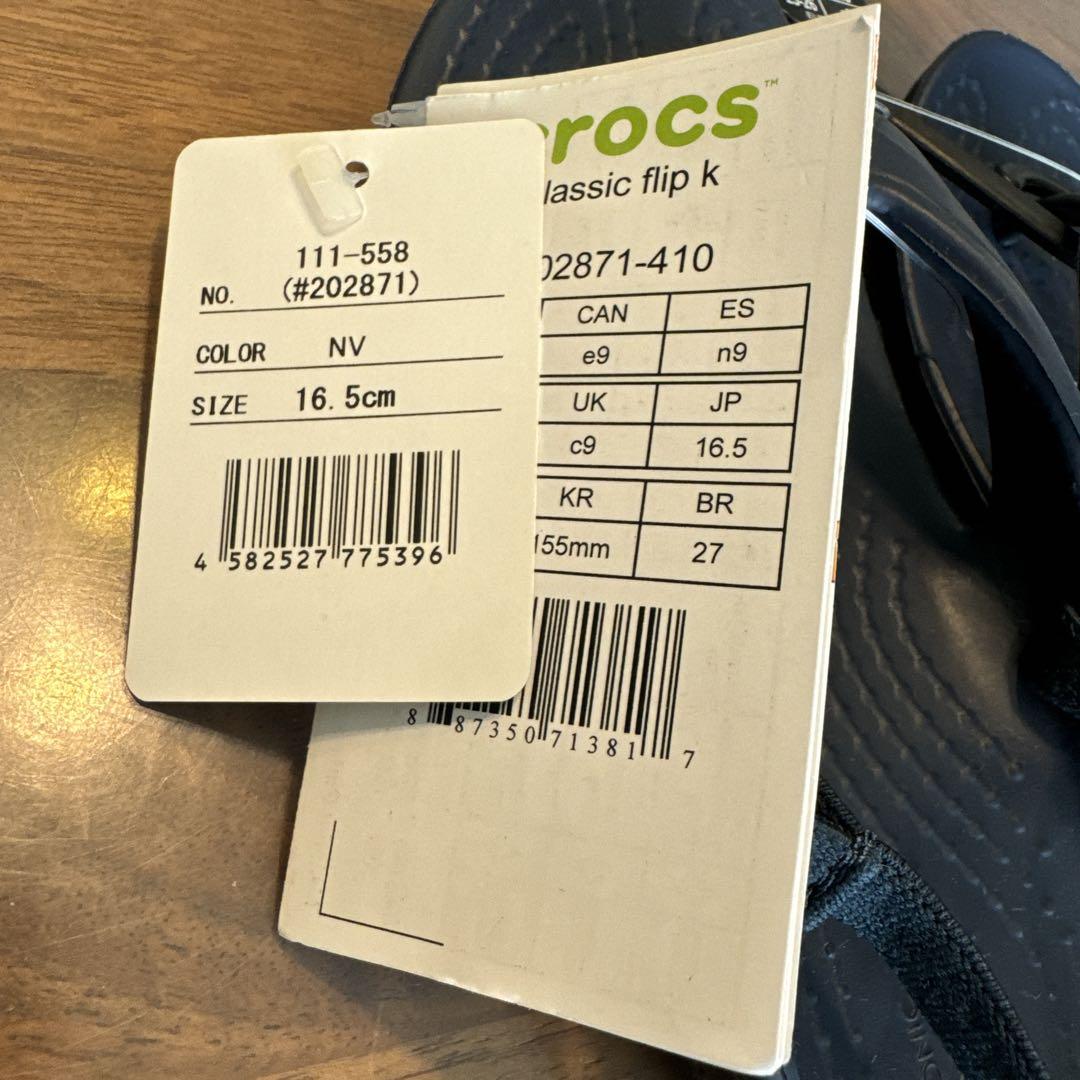 111-558
NO. (#202871)
COLOR NV
SIZE 16.5cm
4 582527 775396
crocs™
lassic flip k
02871-410
CAN ES
e9 n9
UK JP
c9 16.5
KR BR
155mm 27
8 87350 71381 7